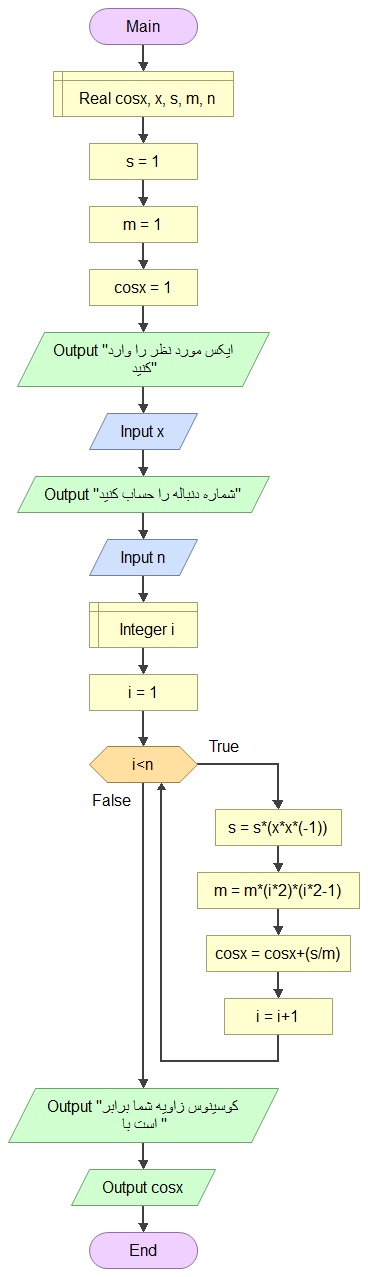 Main
Real cosx, x, s, m, n
s = 1
m = 1
cosx = 1
Output "ایکس مورد نظر را وارد
کنید"
Input x
Output "شماره دنباله را حساب کنید"
Input n
Integer i
i = 1
i<n
True
False
s = s*(x*x*(-1))
m = m*(i*2)*(i*2-1)
cosx = cosx+(s/m)
i = i+1
Output "کوسینوس زاویه شما برابر
است با "
Output cosx
End